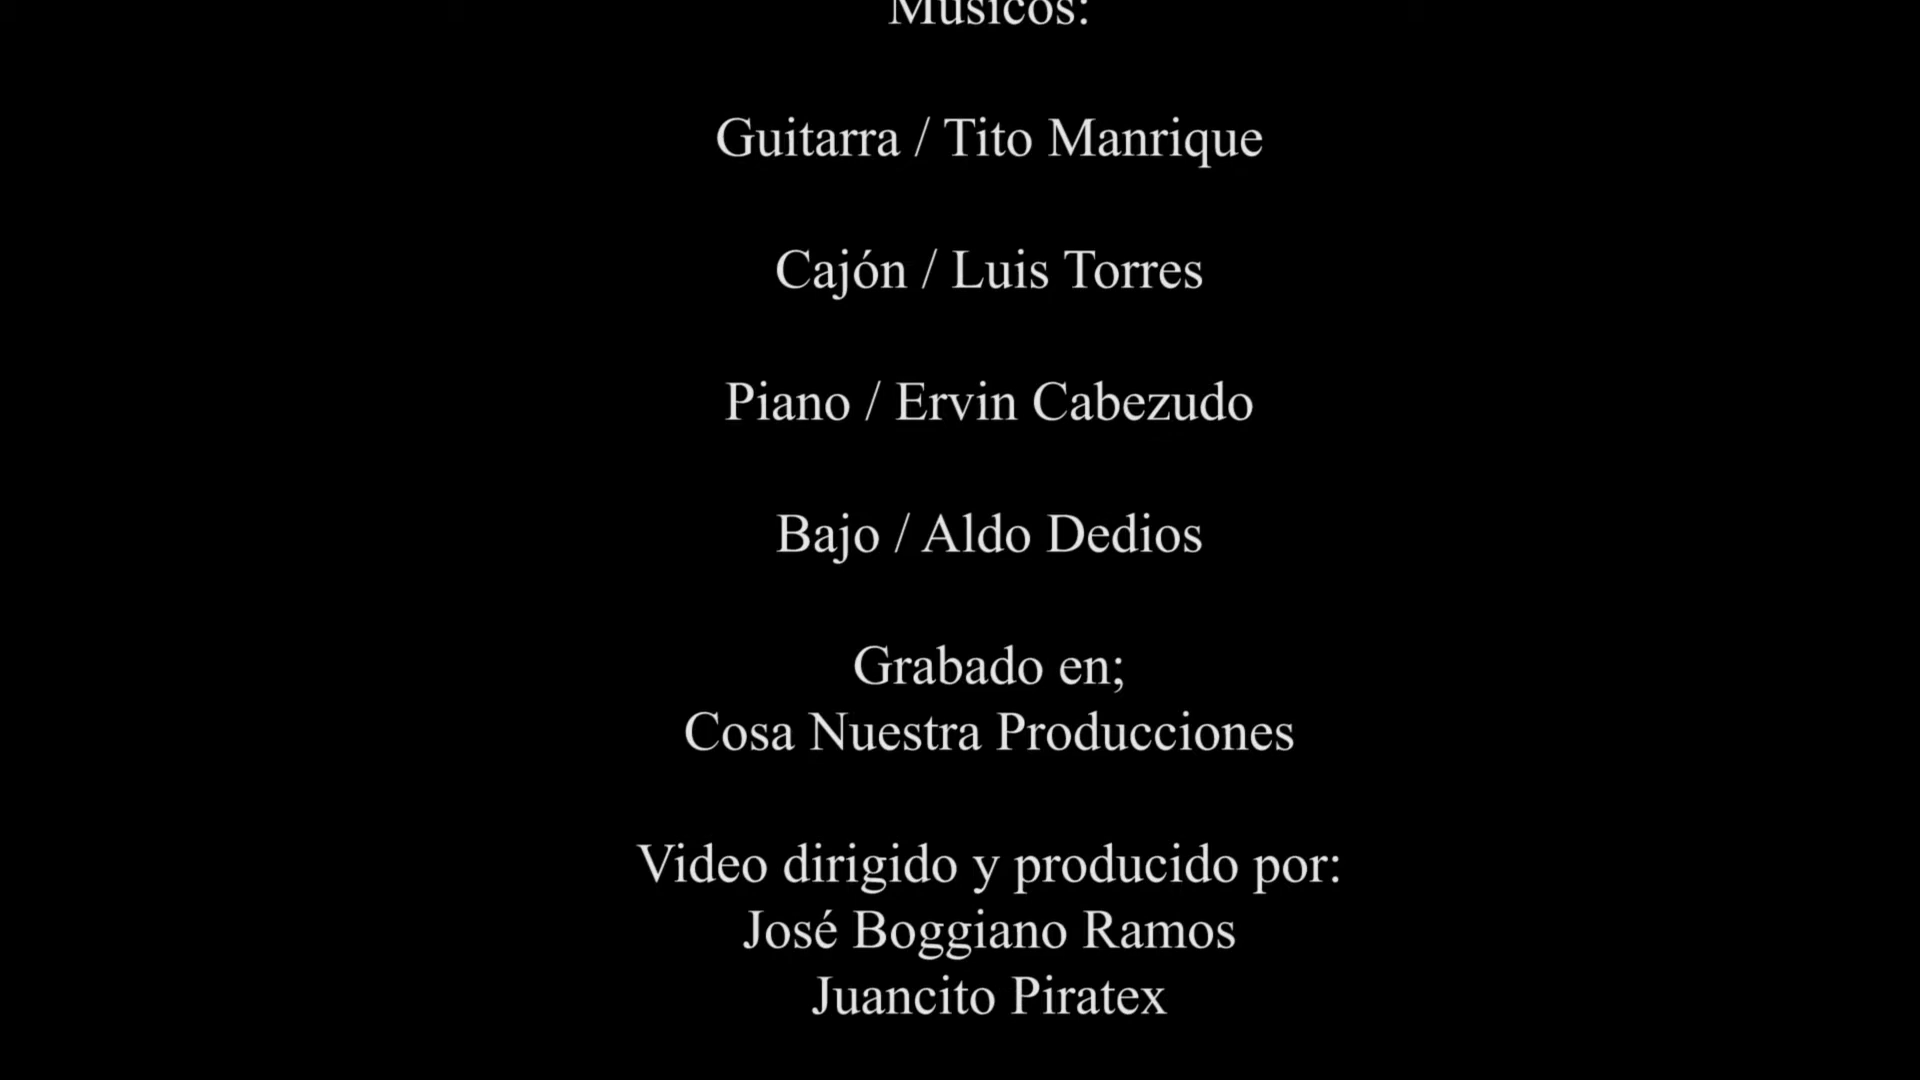 Músicos:
Guitarra / Tito Manrique
Cajón / Luis Torres
Piano / Ervin Cabezudo
Bajo / Aldo Dedios
Grabado en;
Cosa Nuestra Producciones
Video dirigido y producido por:
José Boggiano Ramos
Juancito Piratex